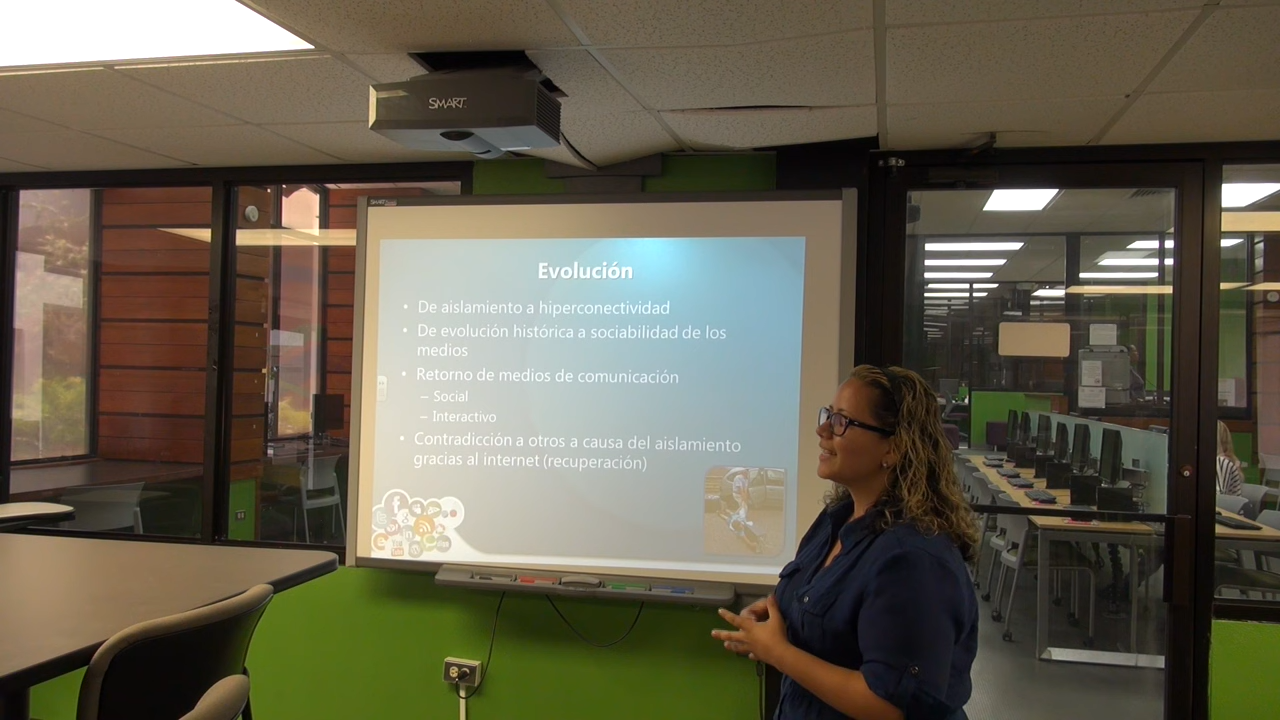 SMART
SMART
Evolución
• De aislamiento a hiperconectividad
• De evolución histórica a sociabilidad de los
medios
• Retorno de medios de comunicación
– Social
– Interactivo
• Contradicción a otros a causa del aislamiento
gracias al internet (recuperación)